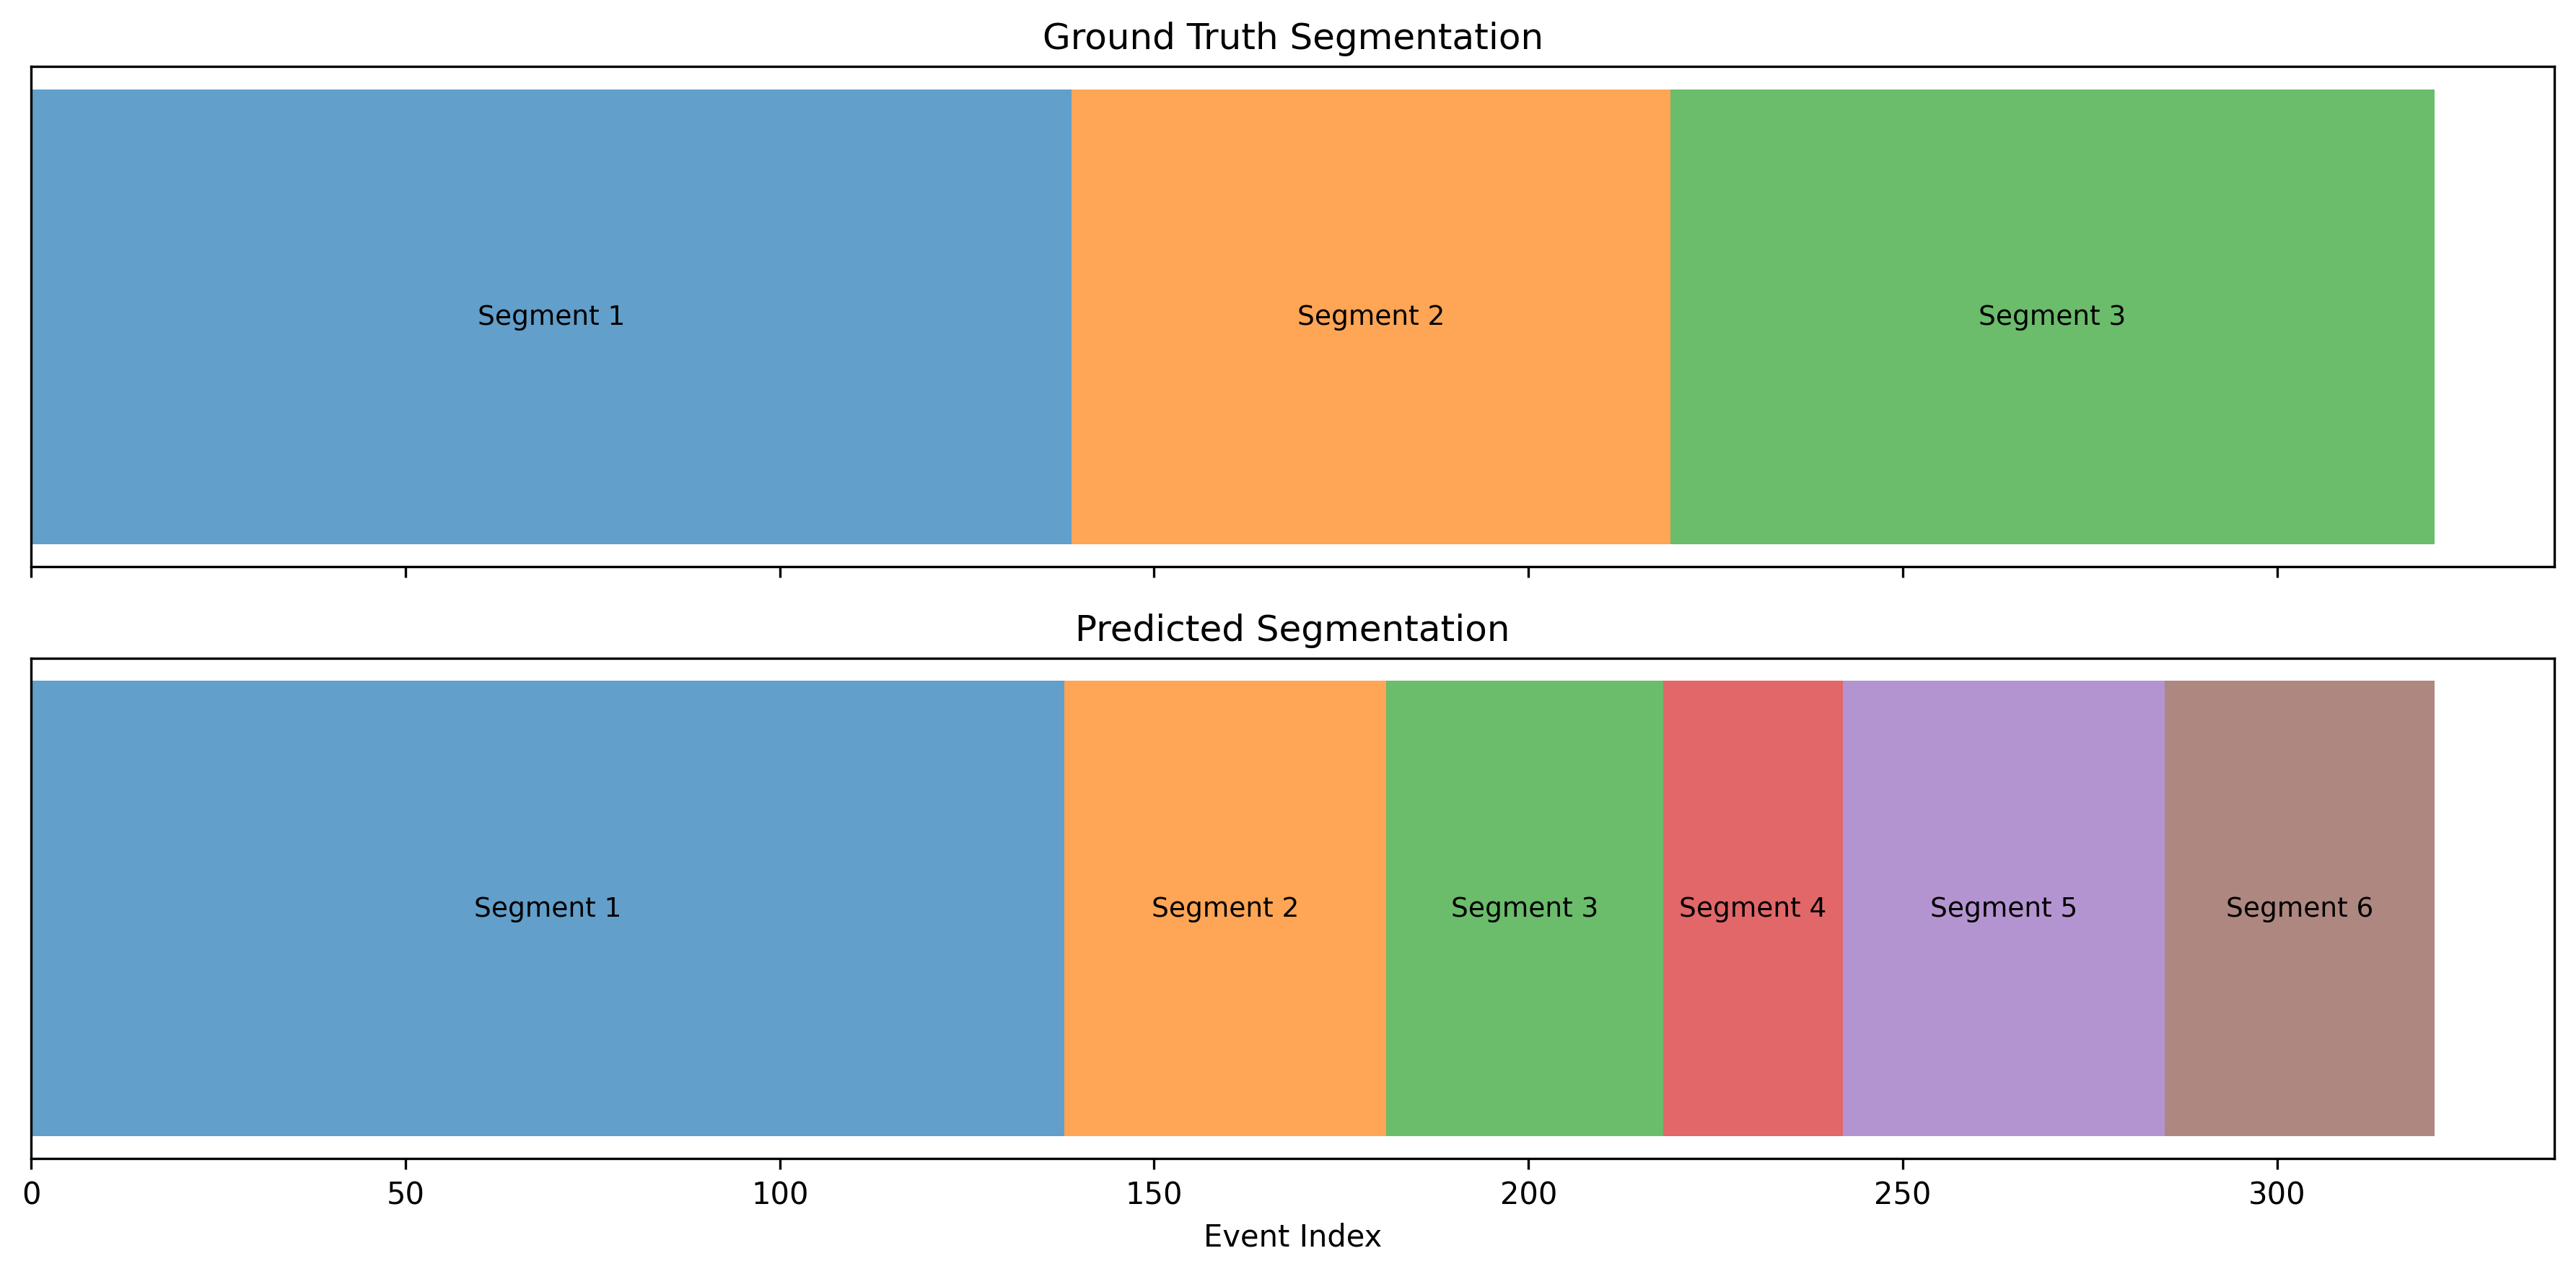 Ground Truth Segmentation
Segment 1 Segment 2 Segment 3
Predicted Segmentation
Segment 1 Segment 2 Segment 3 Segment 4 Segment 5 Segment 6
0 50 100 150 200 250 300
Event Index